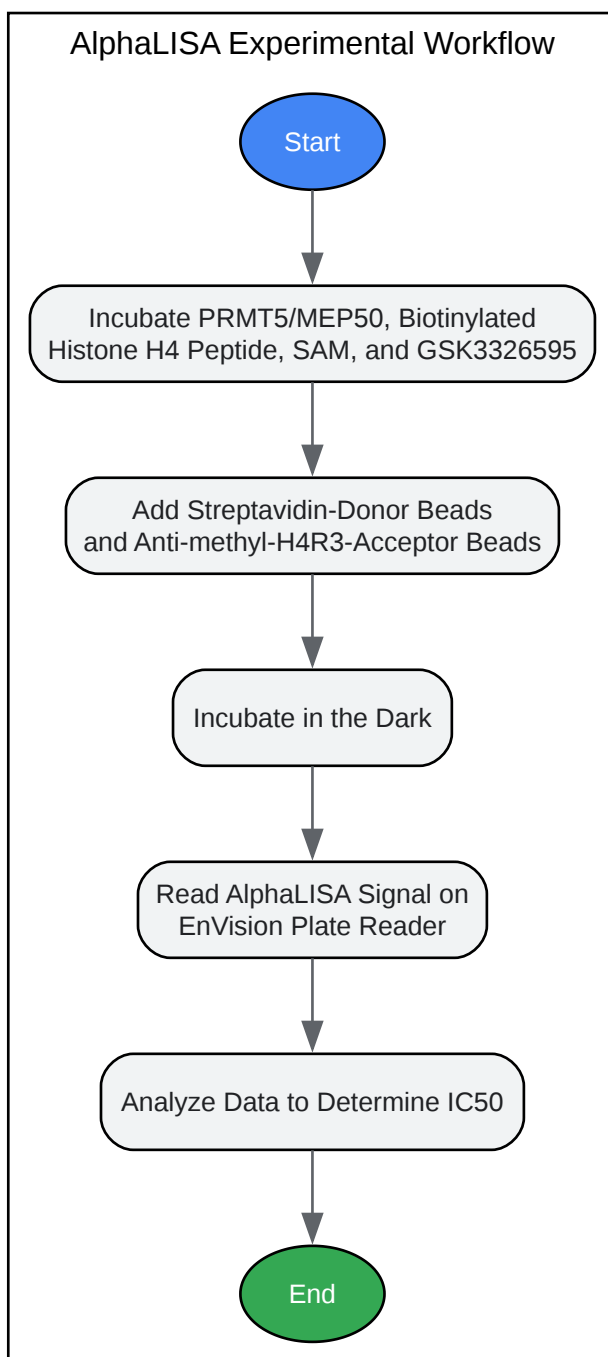 AlphaLISA Experimental Workflow
Start
Incubate PRMT5/MEP50, Biotinylated
Histone H4 Peptide, SAM, and GSK3326595
Add Streptavidin-Donor Beads
and Anti-methyl-H4R3-Acceptor Beads
Incubate in the Dark
Read AlphaLISA Signal on
EnVision Plate Reader
Analyze Data to Determine IC50
End